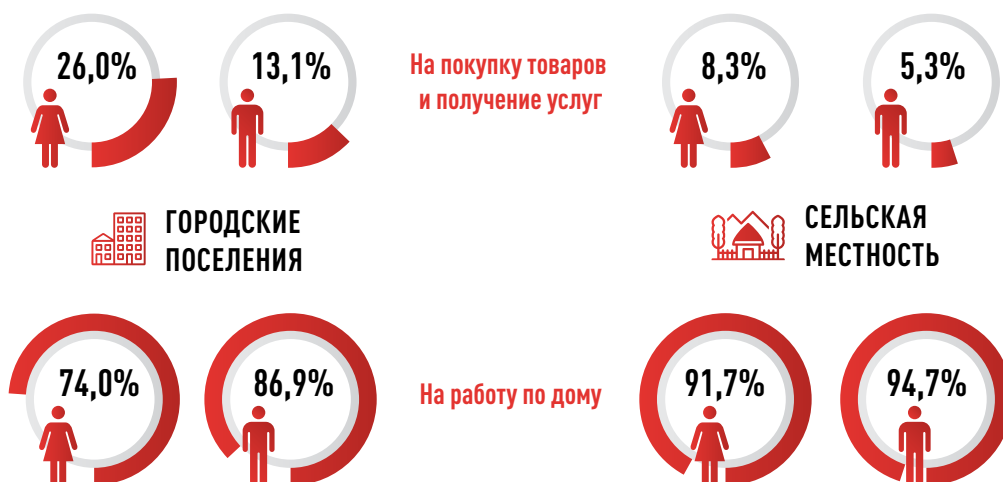 26,0%
13,1%
На покупку товаров
и получение услуг
8,3%
5,3%
ГОРОДСКИЕ
ПОСЕЛЕНИЯ
СЕЛЬСКАЯ
МЕСТНОСТЬ
74,0%
86,9%
На работу по дому
91,7%
94,7%